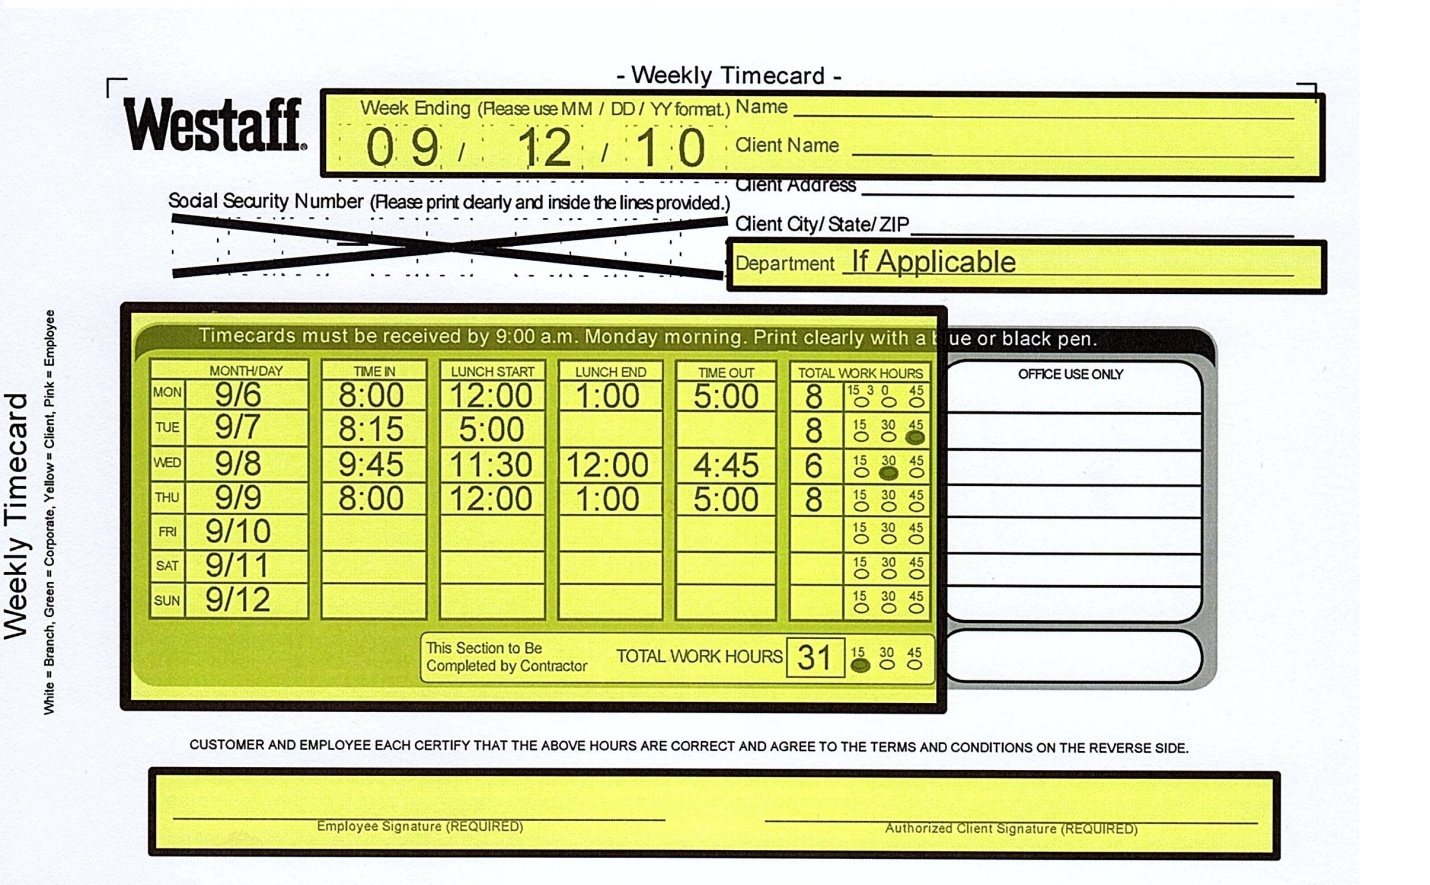 - Weekly Timecard -
Westaff®
Week Ending (Please use MM / DD / YY format.)
09 / 12 / 10
Name
Client Name
Client Address
Social Security Number (Please print clearly and inside the lines provided.)
Client City/ State/ ZIP
Department If Applicable
Timecards must be received by 9:00 a.m. Monday morning. Print clearly with a b ue or black pen.
MONTH/DAY TIME IN LUNCH START LUNCH END TIME OUT TOTAL WORK HOURS OFFICE USE ONLY
MON 9/6 8:00 12:00 1:00 5:00 8 15 3 0 45
TUE 9/7 8:15 5:00 8 15 30 45
WED 9/8 9:45 11:30 12:00 4:45 6 15 30 45
THU 9/9 8:00 12:00 1:00 5:00 8 15 30 45
FRI 9/10 15 30 45
SAT 9/11 15 30 45
SUN 9/12 15 30 45
This Section to Be
Completed by Contractor
TOTAL WORK HOURS 31 15 30 45
CUSTOMER AND EMPLOYEE EACH CERTIFY THAT THE ABOVE HOURS ARE CORRECT AND AGREE TO THE TERMS AND CONDITIONS ON THE REVERSE SIDE.
Employee Signature (REQUIRED)
Authorized Client Signature (REQUIRED)
Weekly Timecard
White = Branch, Green = Corporate, Yellow = Client, Pink = Employee